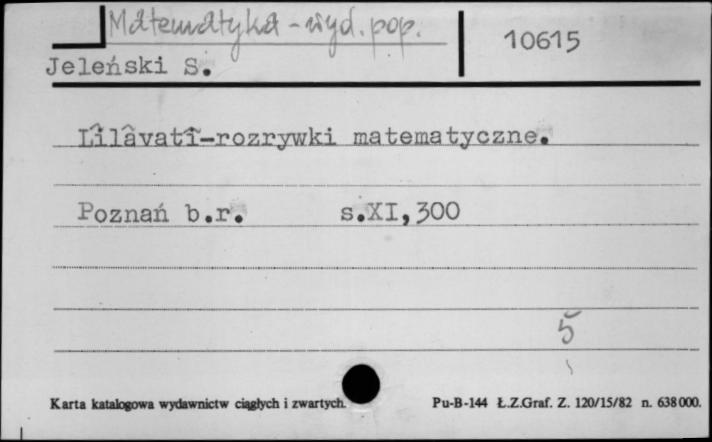 Matematyka - wyd. pop.
10615
Jeleński S.
Lîlâvatî-rozrywki matematyczne.
Poznań b.r. s.XI,300
5
Karta katalogowa wydawnictw ciągłych i zwartych. Pu-B-144 Ł.Z.Graf. Z. 120/15/82 n. 638000.